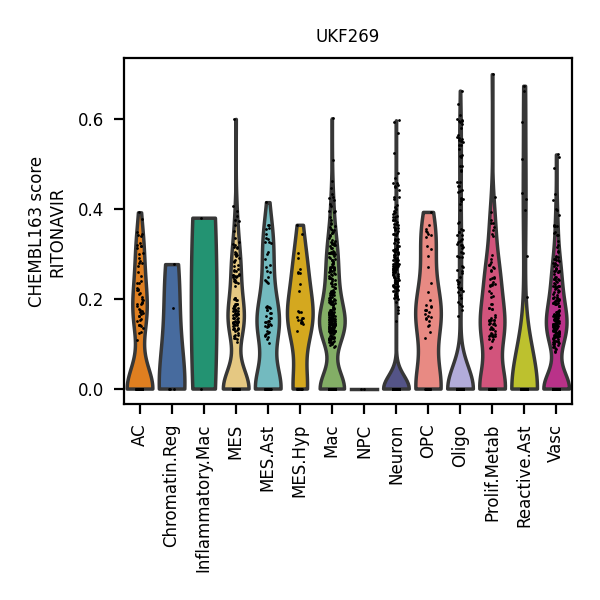 UKF269
CHEMBL163 score
RITONAVIR
0.6
0.4
0.2
0.0
AC
Chromatin.Reg
Inflammatory.Mac
MES
MES.Ast
MES.Hyp
Mac
NPC
Neuron
OPC
Oligo
Prolif.Metab
Reactive.Ast
Vasc